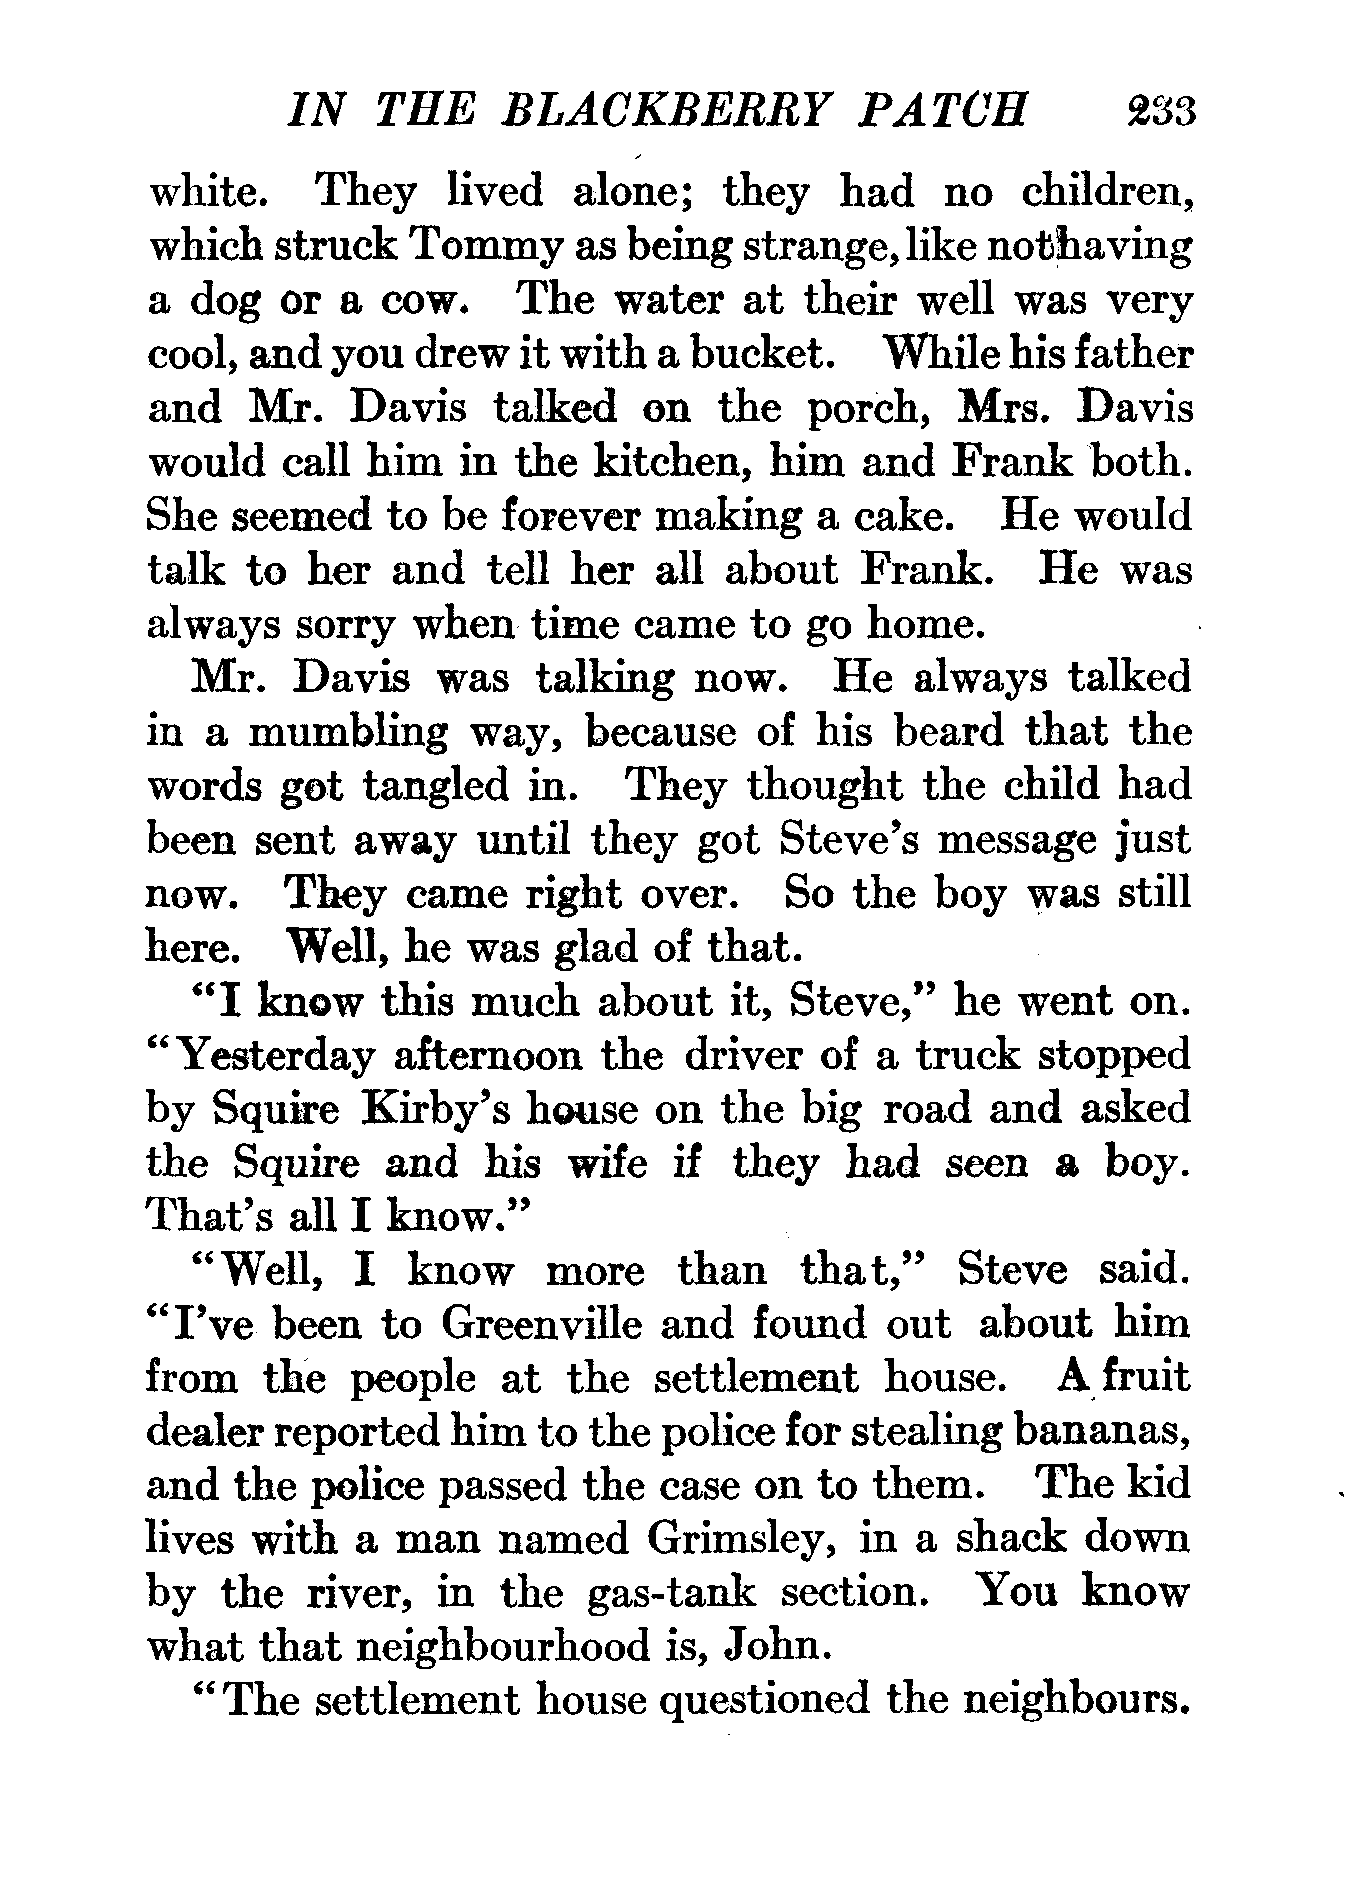 IN THE BLACKBERRY PATCH 233
white. They lived alone; they had no children,
which struck Tommy as being strange, like not having
a dog or a cow. The water at their well was very
cool, and you drew it with a bucket. While his father
and Mr. Davis talked on the porch, Mrs. Davis
would call him in the kitchen, him and Frank both.
She seemed to be forever making a cake. He would
talk to her and tell her all about Frank. He was
always sorry when time came to go home.
Mr. Davis was talking now. He always talked
in a mumbling way, because of his beard that the
words got tangled in. They thought the child had
been sent away until they got Steve's message just
now. They came right over. So the boy was still
here. Well, he was glad of that.
"I know this much about it, Steve," he went on.
"Yesterday afternoon the driver of a truck stopped
by Squire Kirby's house on the big road and asked
the Squire and his wife if they had seen a boy.
That's all I know."
"Well, I know more than that," Steve said.
"I've been to Greenville and found out about him
from the people at the settlement house. A fruit
dealer reported him to the police for stealing bananas,
and the police passed the case on to them. The kid
lives with a man named Grimsley, in a shack down
by the river, in the gas-tank section. You know
what that neighbourhood is, John.
"The settlement house questioned the neighbours.